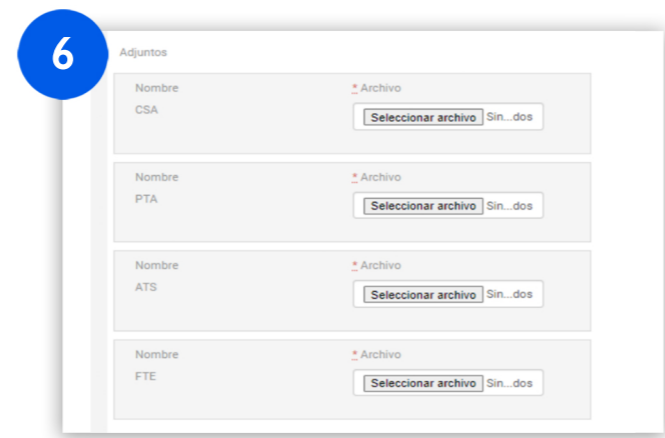 6
Adjuntos
Nombre * Archivo
CSA Seleccionar archivo Sin...dos
Nombre * Archivo
PTA Seleccionar archivo Sin...dos
Nombre * Archivo
ATS Seleccionar archivo Sin...dos
Nombre * Archivo
FTE Seleccionar archivo Sin...dos